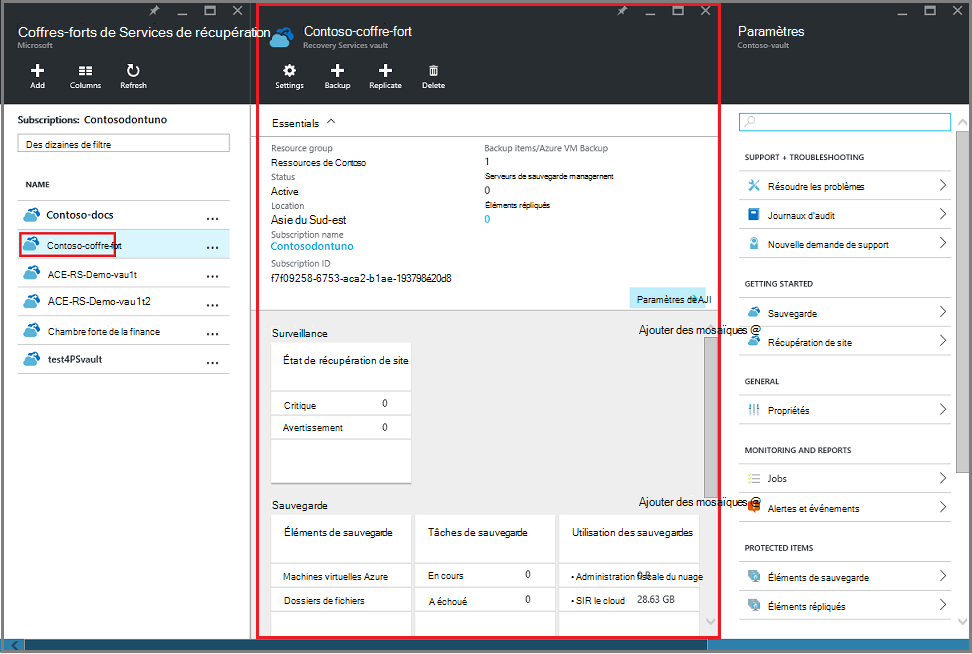 Coffres-forts de Services de récupération
Microsoft
Add
Columns
Refresh
Subscriptions: Contosodontuno
Des dizaines de filtre
NAME
Contoso-docs
...
Contoso-coffre-fort
...
ACE-RS-Demo-vau1t
...
ACE-RS-Demo-vau1t2
...
Chambre forte de la finance
...
test4PSvault
...
Contoso-coffre-fort
Recovery Services vault
Settings
Backup
Replicate
Delete
Essentials
Resource group
Ressources de Contoso
Status
Active
Location
Asie du Sud-est
Subscription name
Contosodontuno
Subscription ID
f7f09258-6753-aca2-b1ae-193798é20d8
Backup items/Azure VM Backup
1
Serveurs de sauvegarde management
0
Éléments répliqués
0
Paramètres de AJI
Surveillance
Ajouter des mosaïques @
État de récupération de site
Critique 0
Avertissement 0
Sauvegarde
Ajouter des mosaïques @
Éléments de sauvegarde
Machines virtuelles Azure
Dossiers de fichiers
Tâches de sauvegarde
En cours 0
A échoué 0
Utilisation des sauvegardes
• Administration fiscale du nuage 0 B
• SIR le cloud 28.63 GB
Paramètres
Contoso-vault
SUPPORT + TROUBLESHOOTING
Résoudre les problèmes
Journaux d'audit
Nouvelle demande de support
GETTING STARTED
Sauvegarde
Récupération de site
GENERAL
Propriétés
MONITORING AND REPORTS
Jobs
Alertes et événements
PROTECTED ITEMS
Éléments de sauvegarde
Éléments répliqués